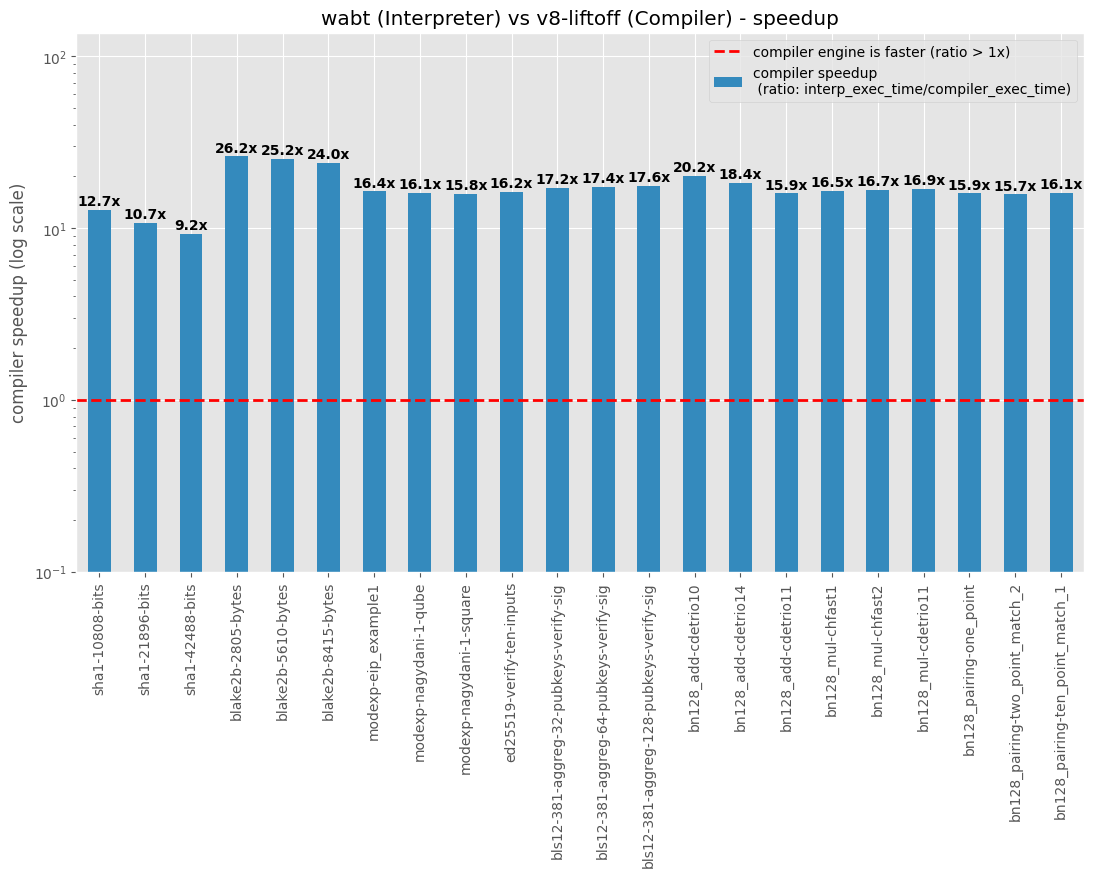 wabt (Interpreter) vs v8-liftoff (Compiler) - speedup
compiler engine is faster (ratio > 1x)
compiler speedup
(ratio: interp_exec_time/compiler_exec_time)
compiler speedup (log scale)
10²
10¹
10⁰
10⁻¹
12.7x
10.7x
9.2x
26.2x
25.2x
24.0x
16.4x
16.1x
15.8x
16.2x
17.2x
17.4x
17.6x
20.2x
18.4x
15.9x
16.5x
16.7x
16.9x
15.9x
15.7x
16.1x
sha1-10808-bits
sha1-21896-bits
sha1-42488-bits
blake2b-2805-bytes
blake2b-5610-bytes
blake2b-8415-bytes
modexp-eip_example1
modexp-nagydani-1-qube
modexp-nagydani-1-square
ed25519-verify-ten-inputs
bls12-381-aggreg-32-pubkeys-verify-sig
bls12-381-aggreg-64-pubkeys-verify-sig
bls12-381-aggreg-128-pubkeys-verify-sig
bn128_add-cdetrio10
bn128_add-cdetrio14
bn128_add-cdetrio11
bn128_mul-chfast1
bn128_mul-chfast2
bn128_mul-cdetrio11
bn128_pairing-one_point
bn128_pairing-two_point_match_2
bn128_pairing-ten_point_match_1